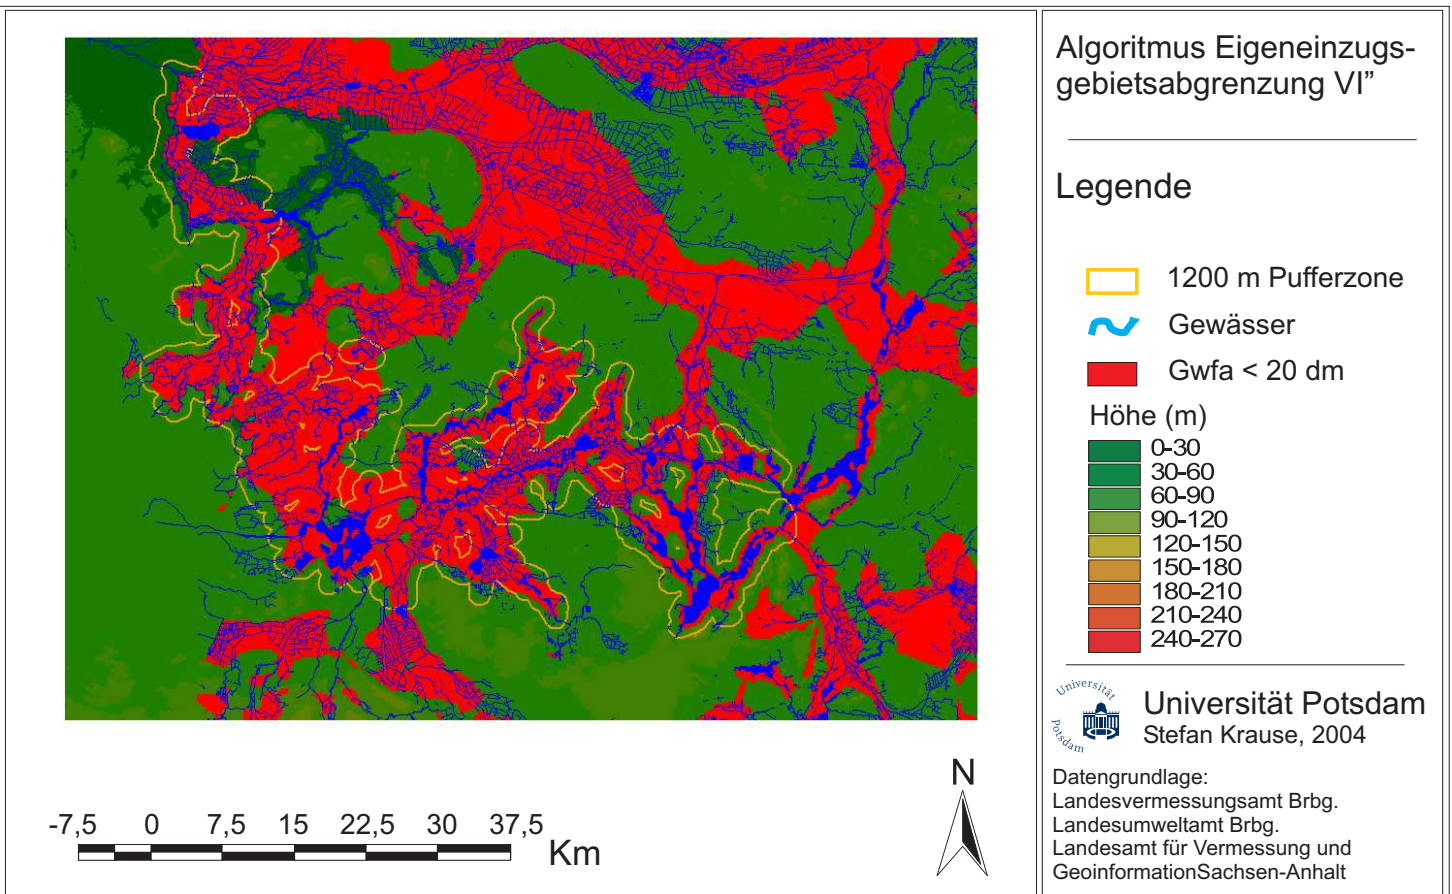 Algoritmus Eigeneinzugs-
gebietsabgrenzung VI”
Legende
1200 m Pufferzone
Gewässer
Gwfa < 20 dm
Höhe (m)
0-30
30-60
60-90
90-120
120-150
150-180
180-210
210-240
240-270
Universität
Potsdam
Universität Potsdam
Stefan Krause, 2004
Datengrundlage:
Landesvermessungsamt Brbg.
Landesumweltamt Brbg.
Landesamt für Vermessung und
GeoinformationSachsen-Anhalt
N
-7,5 0 7,5 15 22,5 30 37,5
Km